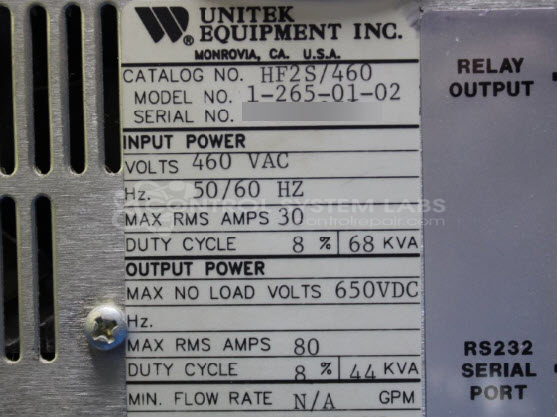 UNITEK
EQUIPMENT INC.
MONROVIA, CA. U.S.A.
CATALOG NO. HF2S/460
MODEL NO. 1-265-01-02
SERIAL NO.
INPUT POWER
VOLTS 460 VAC
Hz. 50/60 HZ
MAX RMS AMPS 30
DUTY CYCLE 8 % 68 KVA
OUTPUT POWER
MAX NO LOAD VOLTS 650VDC
Hz.
MAX RMS AMPS 80
DUTY CYCLE 8 % 44 KVA
MIN. FLOW RATE N/A GPM
RELAY
OUTPUT
RS232
SERIAL
PORT
CONTROL SYSTEM LABS